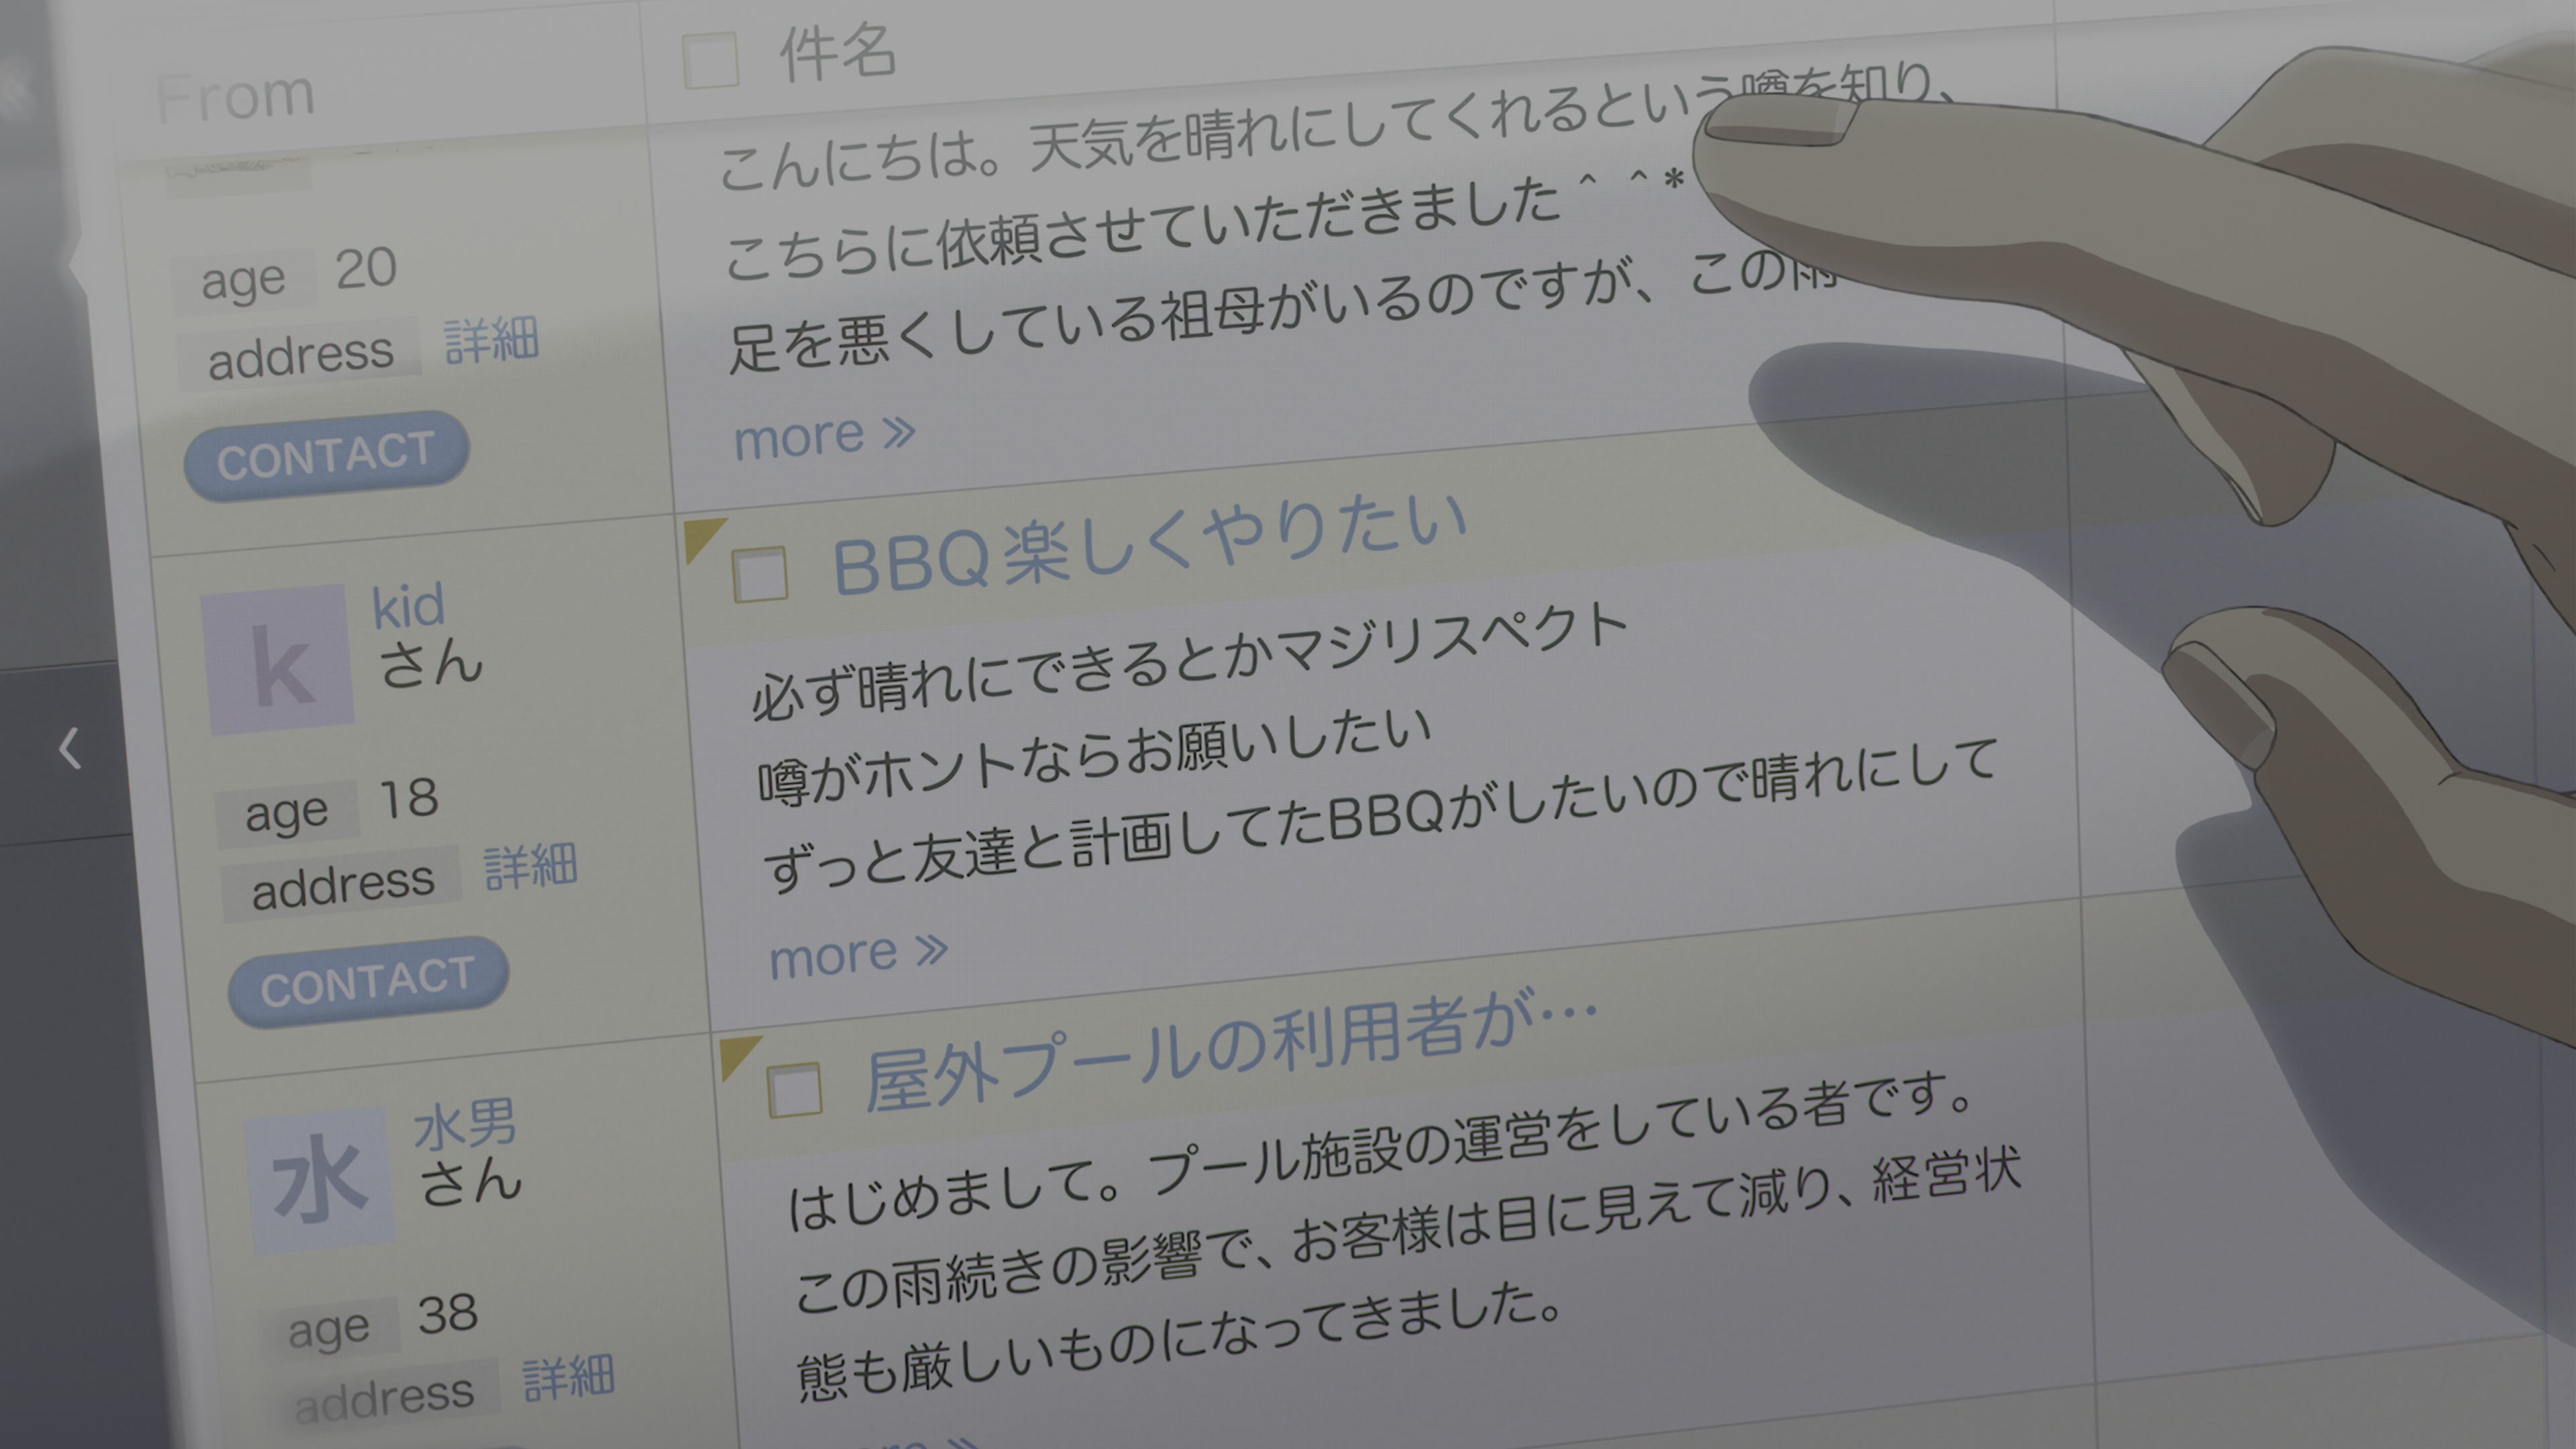 From
件名
こんにちは。天気を晴れにしてくれるという噂を知り、
こちらに依頼させていただきました^ ^*
足を悪くしている祖母がいるのですが、この雨
more »
age 20
address 詳細
CONTACT
kid
さん
k
age 18
address 詳細
CONTACT
BBQ楽しくやりたい
必ず晴れにできるとかマジリスペクト
噂がホントならお願いしたい
ずっと友達と計画してたBBQがしたいので晴れにして
more »
水男
さん
水
age 38
address 詳細
屋外プールの利用者が…
はじめまして。プール施設の運営をしている者です。
この雨続きの影響で、お客様は目に見えて減り、経営状
態も厳しいものになってきました。